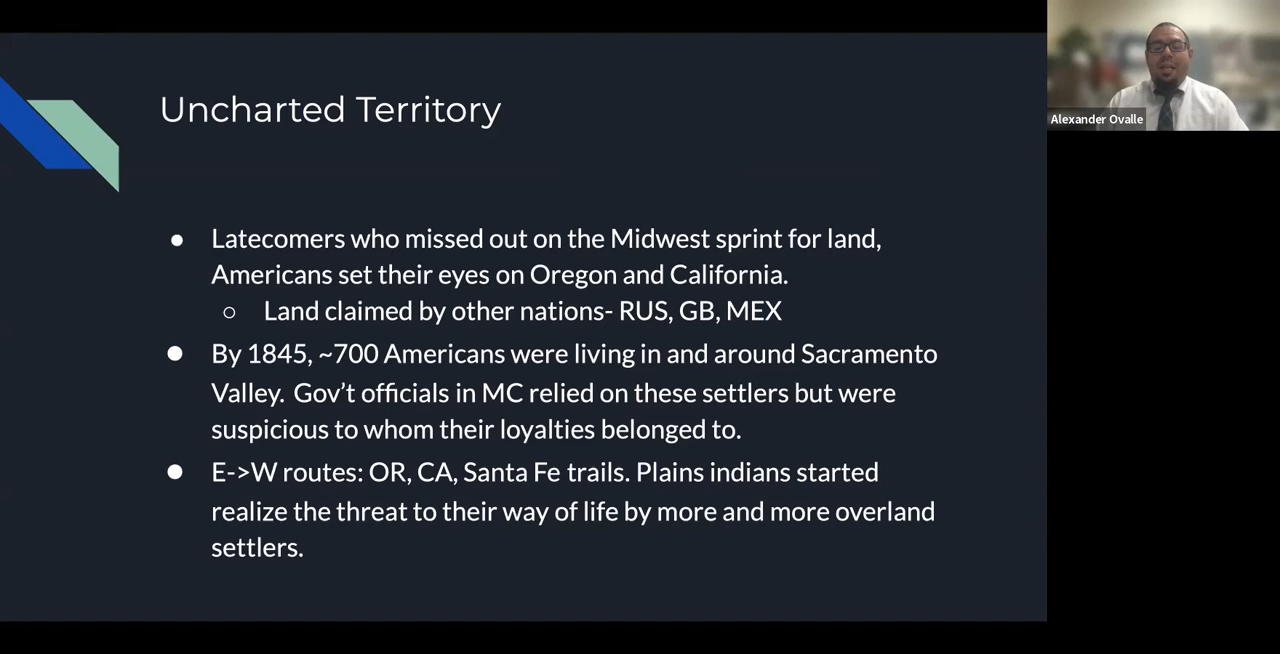 Uncharted Territory
● Latecomers who missed out on the Midwest sprint for land,
Americans set their eyes on Oregon and California.
○ Land claimed by other nations- RUS, GB, MEX
● By 1845, ~700 Americans were living in and around Sacramento
Valley. Gov't officials in MC relied on these settlers but were
suspicious to whom their loyalties belonged to.
● E->W routes: OR, CA, Santa Fe trails. Plains indians started
realize the threat to their way of life by more and more overland
settlers.
Alexander Ovalle